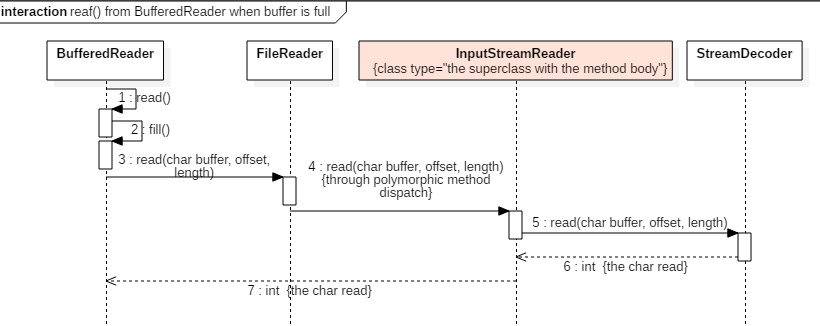 interaction reaf() from BufferedReader when buffer is full
BufferedReader
FileReader
InputStreamReader
{class type="the superclass with the method body"}
StreamDecoder
1 : read()
2 : fill()
3 : read(char buffer, offset,
length)
4 : read(char buffer, offset, length)
{through polymorphic method
dispatch}
5 : read(char buffer, offset, length)
6 : int {the char read}
7 : int {the char read}